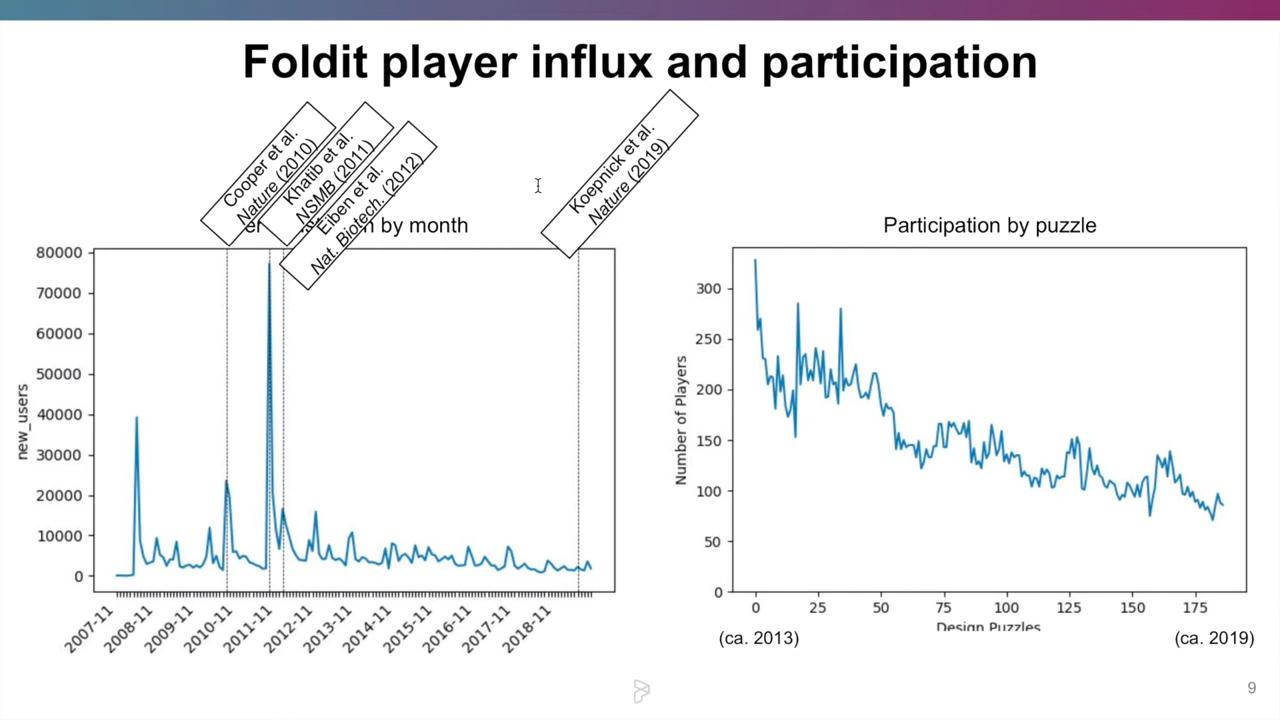 Foldit player influx and participation
Cooper et al.
Nature (2010)
Khatib et al.
NSMB (2011)
Eiben et al.
Nat. Biotech. (2012)
Koepnick et al.
Nature (2019)
by month
80000
70000
60000
50000
40000
30000
20000
10000
0
new_users
2007-11
2008-11
2009-11
2010-11
2011-11
2012-11
2013-11
2014-11
2015-11
2016-11
2017-11
2018-11
Participation by puzzle
300
250
200
150
100
50
0
Number of Players
0 25 50 75 100 125 150 175
Design Puzzles
(ca. 2013) (ca. 2019)
9